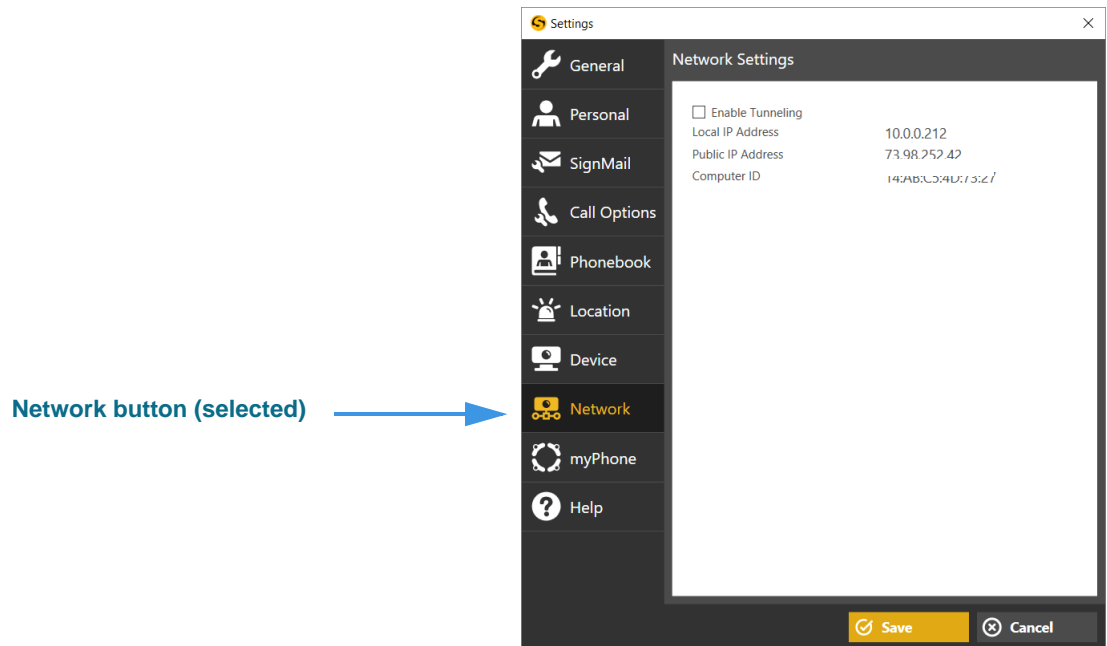 Settings
General
Personal
SignMail
Call Options
Phonebook
Location
Device
Network
myPhone
Help
Network Settings
Enable Tunneling
Local IP Address 10.0.0.212
Public IP Address 73.98.252.42
Computer ID 14:AB:C5:4D:73:27
Save
Cancel
Network button (selected)